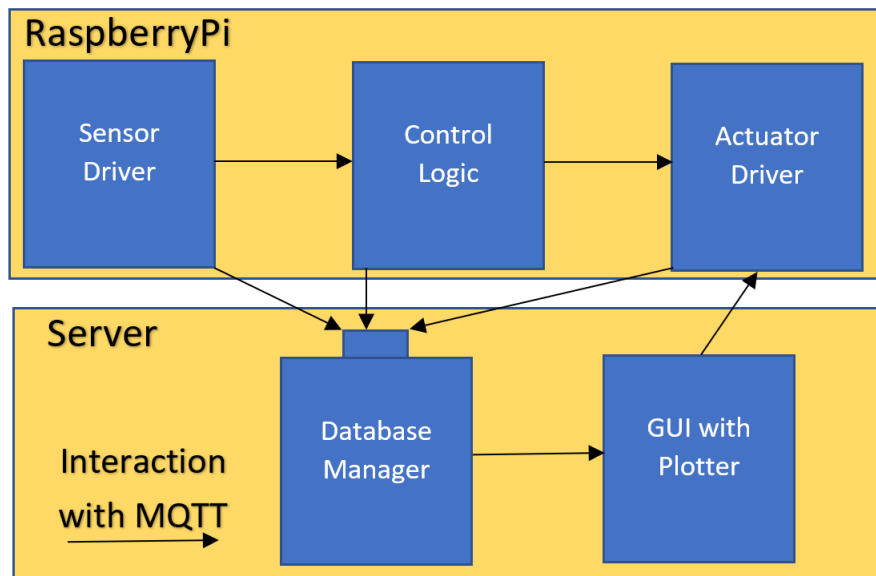 RaspberryPi
Sensor
Driver
Control
Logic
Actuator
Driver
Server
Database
Manager
GUI with
Plotter
Interaction
with MQTT